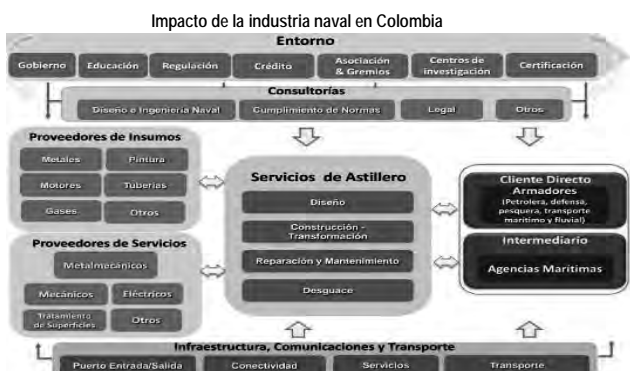 Impacto de la industria naval en Colombia
Entorno
Gobierno
Educación
Regulación
Crédito
Asociación
& Gremios
Centros de
investigación
Certificación
Consultorías
Diseño e Ingeniería Naval
Cumplimiento de Normas
Legal
Otros
Proveedores de Insumos
Metales
Pintura
Motores
Tuberías
Gases
Otros
Proveedores de Servicios
Metalmecánicos
Mecánicos
Eléctricos
Tratamiento
de Superficies
Otros
Servicios de Astillero
Diseño
Construcción -
Transformación
Reparación y Mantenimiento
Desguace
Cliente Directo
Armadores
(Petrolera, defensa,
pesquera, transporte
marítimo y fluvial)
Intermediario
Agencias Marítimas
Infraestructura, Comunicaciones y Transporte
Puerto Entrada/Salida
Conectividad
Servicios
Transporte